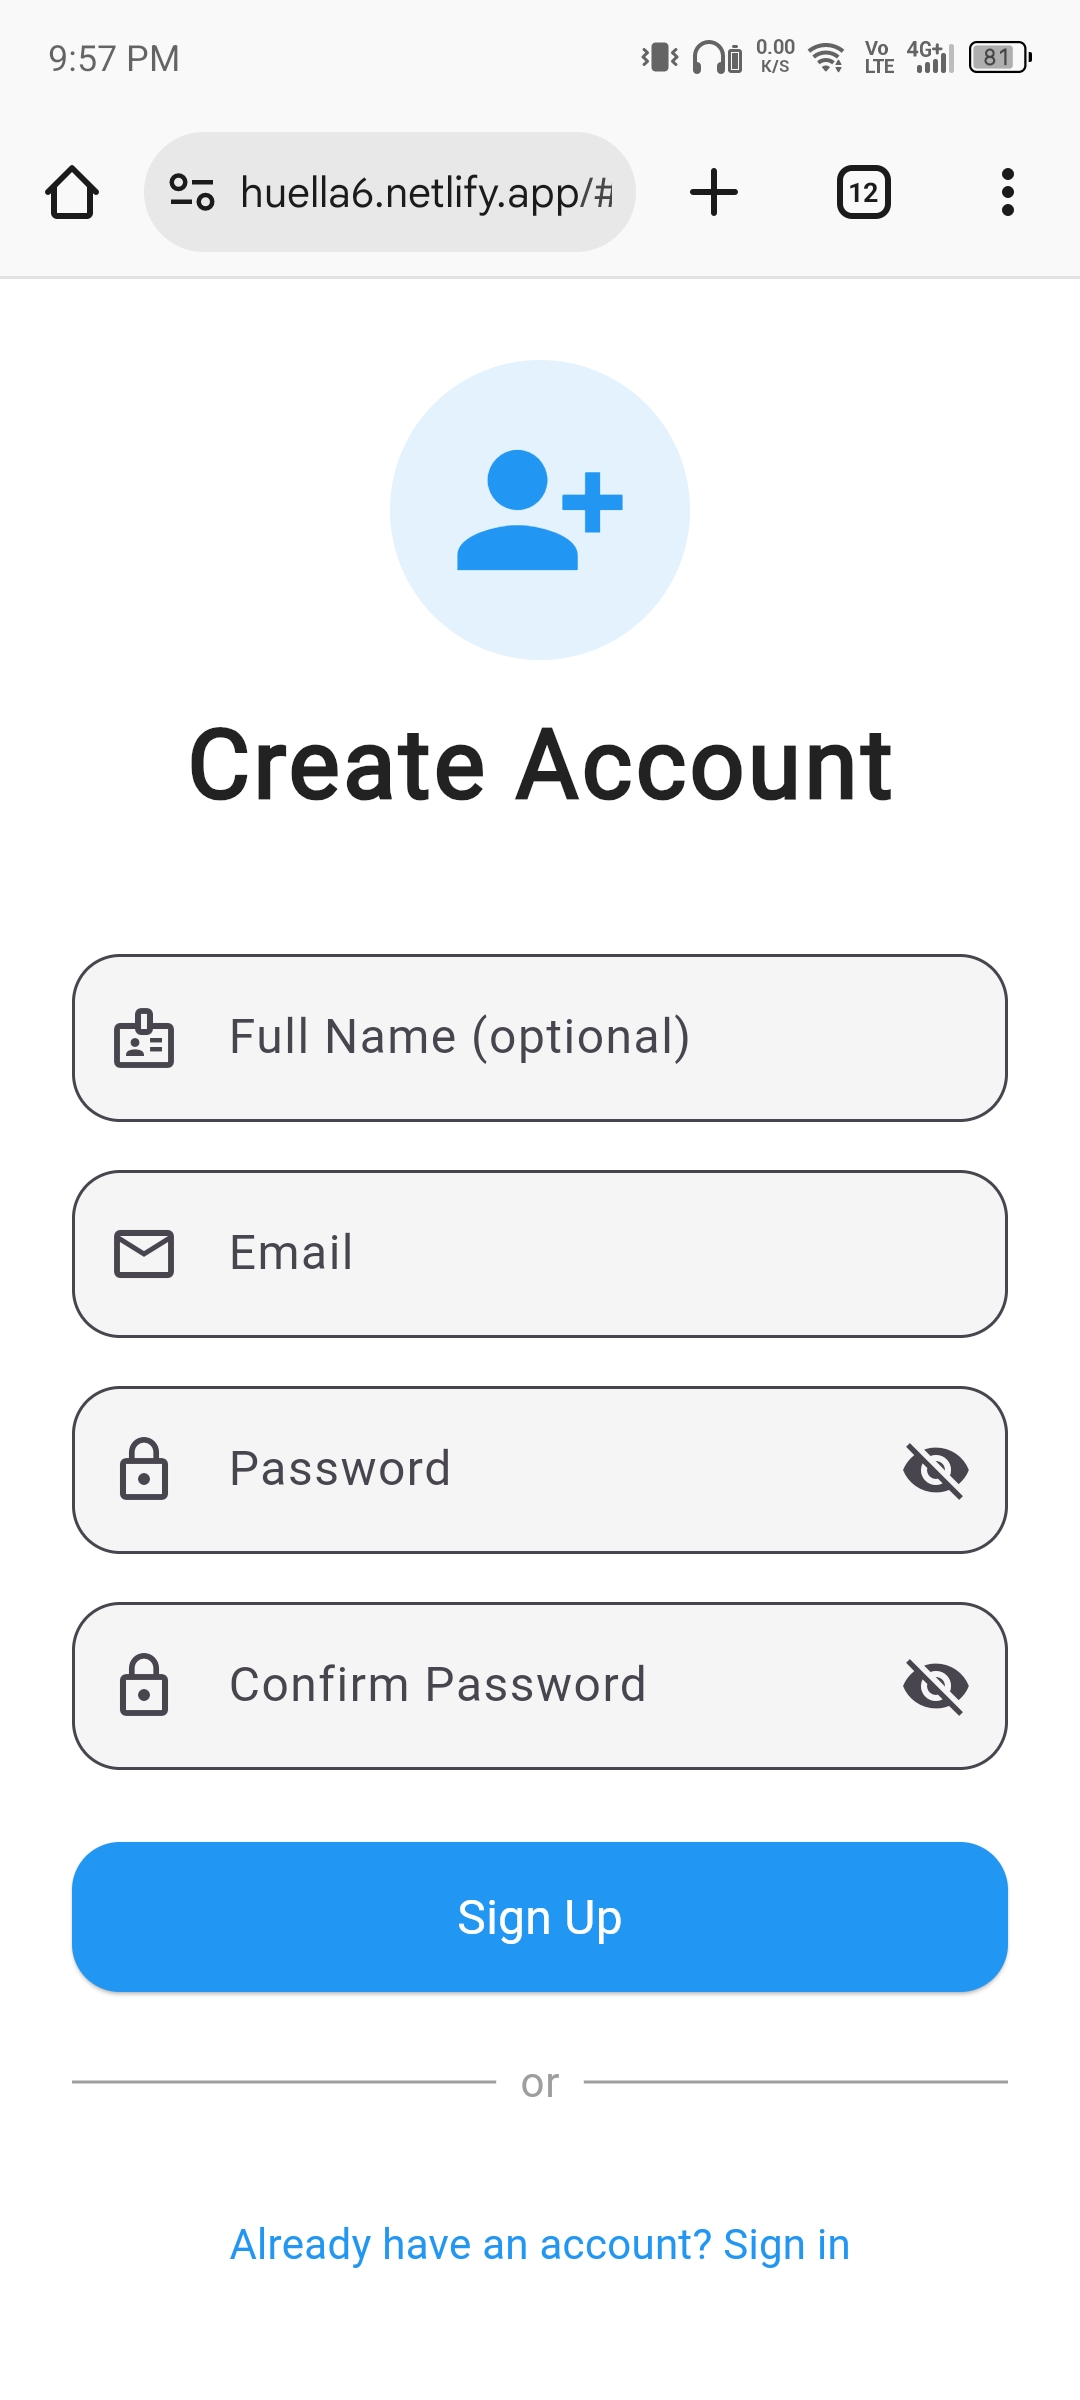 9:57 PM
0.00
K/S
Vo
LTE
4G+
81
huella6.netlify.app/#
12
Create Account
Full Name (optional)
Email
Password
Confirm Password
Sign Up
or
Already have an account? Sign in